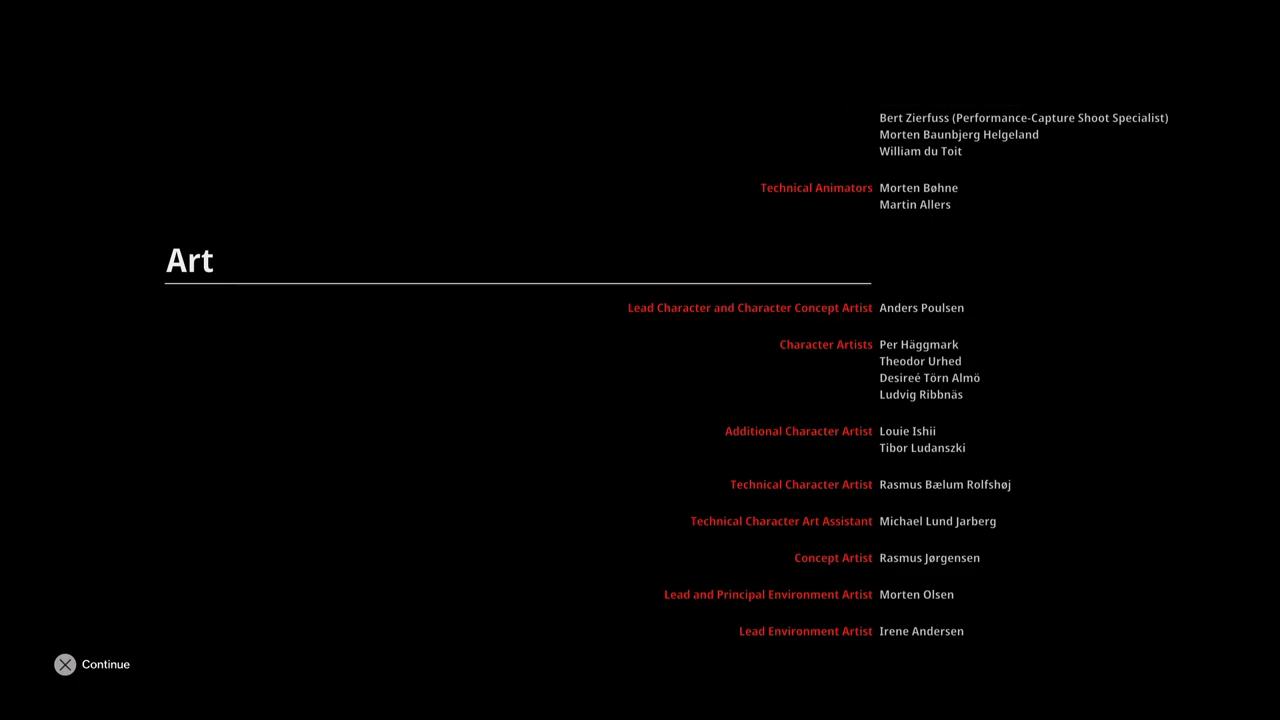 Bert Zierfuss (Performance-Capture Shoot Specialist)
Morten Baunbjerg Helgeland
William du Toit
Technical Animators Morten Bøhne
Martin Allers
Art
Lead Character and Character Concept Artist Anders Poulsen
Character Artists Per Häggmark
Theodor Urhed
Desireé Törn Almö
Ludvig Ribbnäs
Additional Character Artist Louie Ishii
Tibor Ludanszki
Technical Character Artist Rasmus Bælum Rolfshøj
Technical Character Art Assistant Michael Lund Jarberg
Concept Artist Rasmus Jørgensen
Lead and Principal Environment Artist Morten Olsen
Lead Environment Artist Irene Andersen
Continue